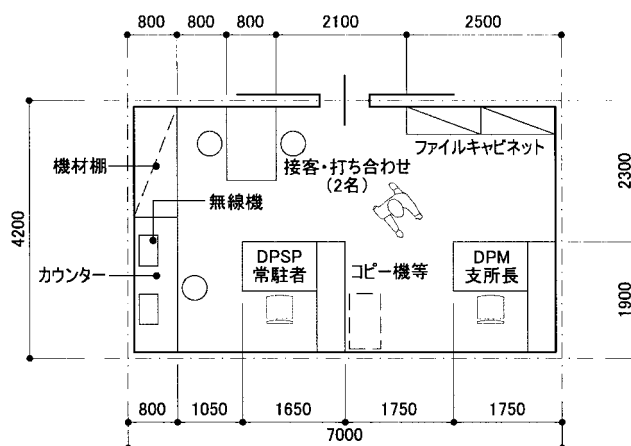 800 800 800 2100 2500
機材棚
無線機
カウンター
接客・打ち合わせ
(2名)
ファイルキャビネット
DPSP
常駐者
コピー機等
DPM
支所長
4200
2300
1900
800 1050 1650 1750 1750
7000